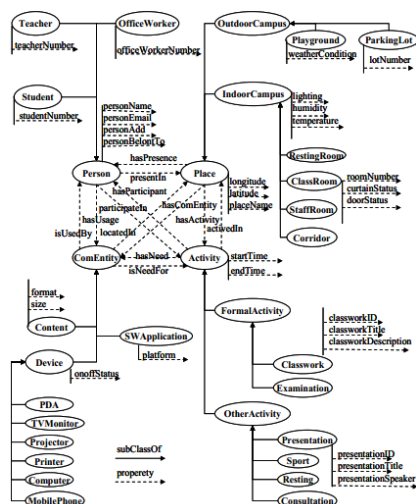 Teacher
OfficeWorker
OutdoorCampus
teacherNumber
officeWorkerNumber
Playground
ParkingLot
weatherCondition
lotNumber
Student
IndoorCampus
lighting
humidity
temperature
studentNumber
personName
personEmail
personAdd
personBelontTo
hasPresence
RestingRoom
Person
presentIn
Place
longitude
latitude
placeName
ClassRoom
roomNumber
curtainStatus
doorStatus
hasParticipant
hasComEntity
participateIn
StaffRoom
hasUsage
hasActivity
isUsedBy
locatedIn
activedIn
Corridor
ComEntity
hasNeed
isNeedFor
Activity
startTime
endTime
format
size
Content
SWApplication
platform
FormalActivity
classworkID
classworkTitle
classworkDescription
Device
onoffStatus
Classwork
Examination
PDA
TVMonitor
Projector
Printer
Computer
MobilePhone
OtherActivity
subClassOf
properety
Presentation
presentationID
presentationTitle
presentationSpeaker
Sport
Resting
Consultation